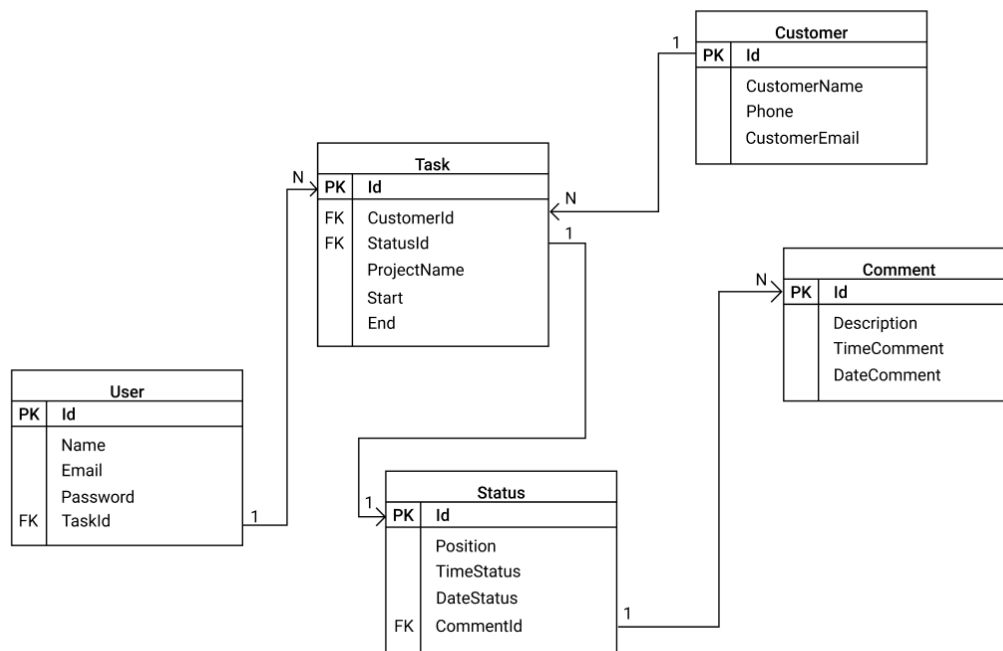 Customer
1
PK Id
CustomerName
Phone
CustomerEmail
Task
N
PK Id
N
FK CustomerId
FK StatusId
1
ProjectName
Start
End
Comment
N
PK Id
Description
TimeComment
DateComment
User
PK Id
Name
Email
Password
FK TaskId
1
Status
1
PK Id
Position
TimeStatus
DateStatus
FK CommentId
1